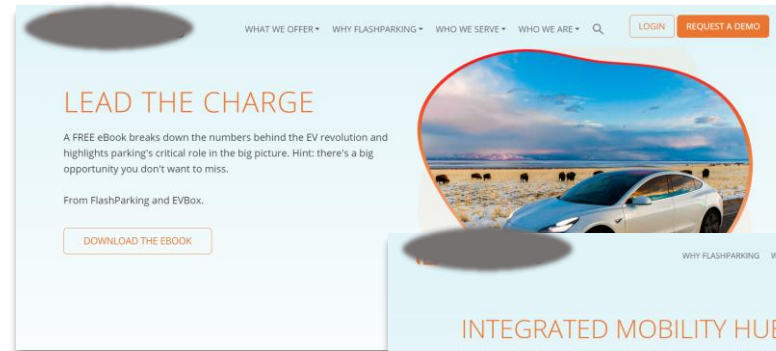 WHAT WE OFFER WHY FLASHPARKING WHO WE SERVE WHO WE ARE LOGIN REQUEST A DEMO
LEAD THE CHARGE
A FREE eBook breaks down the numbers behind the EV revolution and
highlights parking's critical role in the big picture. Hint: there's a big
opportunity you don't want to miss.
From FlashParking and EVBox.
DOWNLOAD THE EBOOK
WHY FLASHPARKING
INTEGRATED MOBILITY HUB